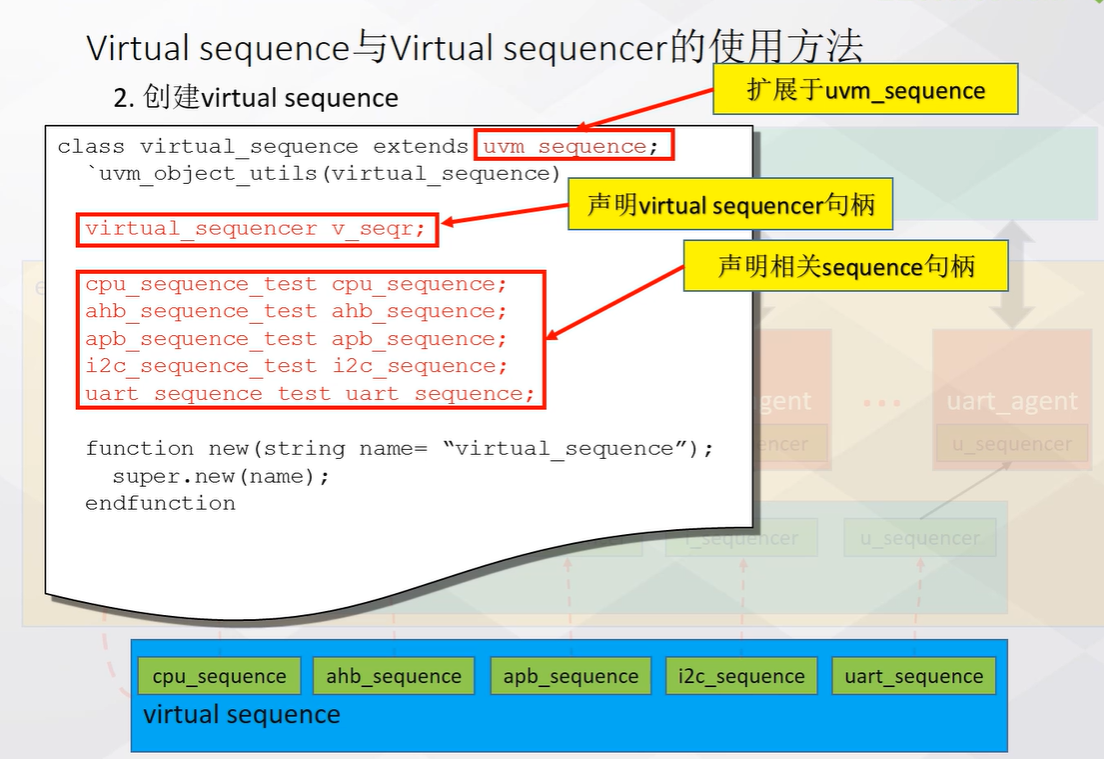 Virtual sequence与Virtual sequencer的使用方法
2. 创建virtual sequence
扩展于uvm_sequence
class virtual_sequence extends uvm_sequence;
`uvm_object_utils(virtual_sequence)
声明virtual sequencer句柄
virtual_sequencer v_seqr;
声明相关sequence句柄
cpu_sequence_test cpu_sequence;
ahb_sequence_test ahb_sequence;
apb_sequence_test apb_sequence;
i2c_sequence_test i2c_sequence;
uart_sequence_test uart_sequence;
gent
...
uart_agent
encer
u_sequencer
function new(string name= “virtual_sequence”);
super.new(name);
endfunction
i_sequencer
u_sequencer
cpu_sequence
ahb_sequence
apb_sequence
i2c_sequence
uart_sequence
virtual sequence